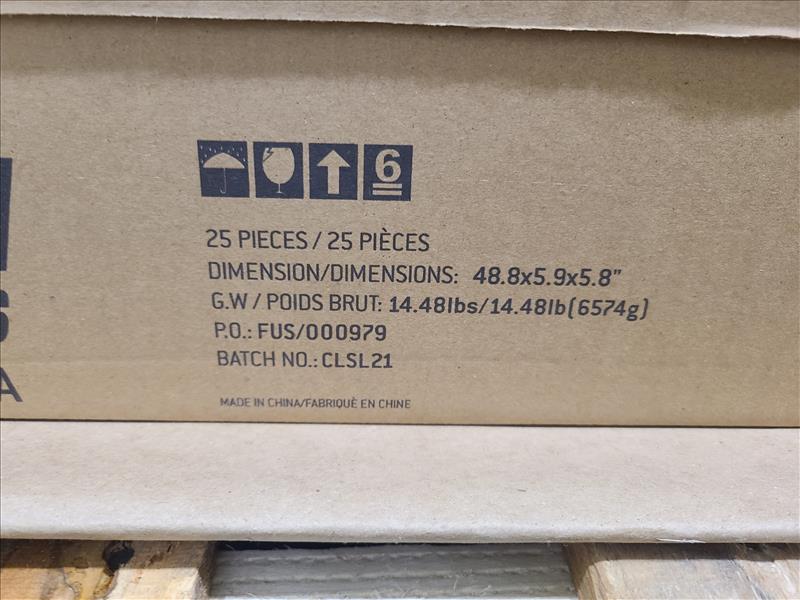 6
25 PIECES / 25 PIÈCES
DIMENSION/DIMENSIONS: 48.8x5.9x5.8"
G.W / POIDS BRUT: 14.48lbs/14.48lb(6574g)
P.O.: FUS/000979
BATCH NO.: CLSL21
MADE IN CHINA/FABRIQUÈ EN CHINE